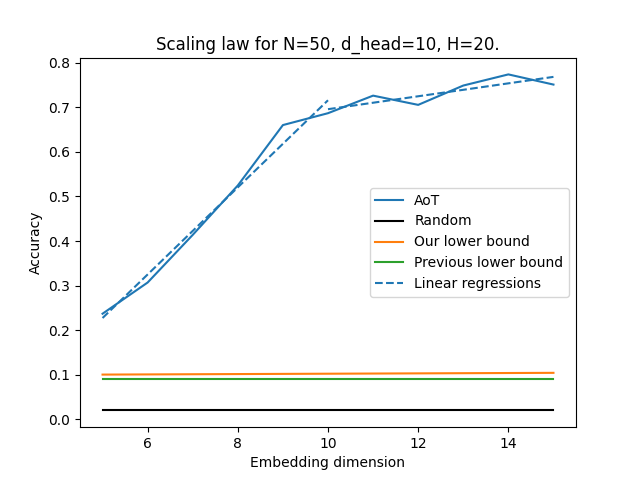 Scaling law for N=50, d_head=10, H=20.
0.8
0.7
0.6
0.5
0.4
0.3
0.2
0.1
0.0
Accuracy
AoT
Random
Our lower bound
Previous lower bound
Linear regressions
6 8 10 12 14
Embedding dimension